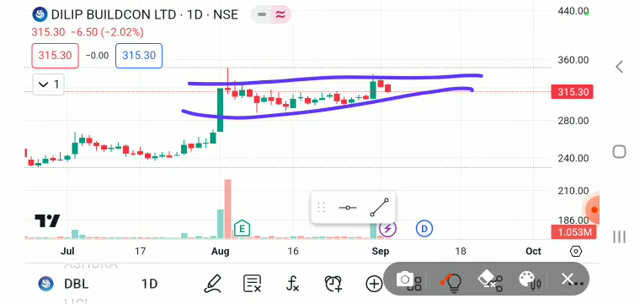 DILIP BUILDCON LTD · 1D · NSE
315.30 −6.50 (−2.02%)
315.30 −0.00 315.30
1
440.00
360.00
315.30
280.00
240.00
210.00
186.00
1.053M
E
D
Jul 17 Aug 16 Sep 18 Oct
DBL 1D